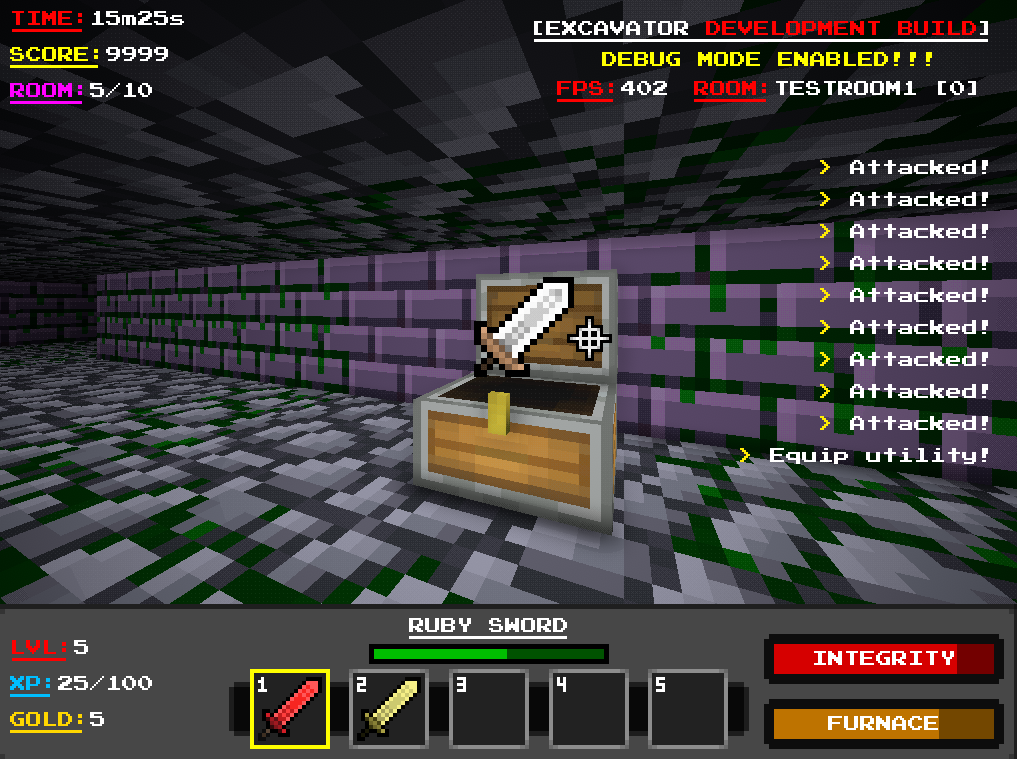 TIME: 15m25s
SCORE: 9999
ROOM: 5/10
[EXCAVATOR DEVELOPMENT BUILD]
DEBUG MODE ENABLED!!!
FPS: 402 ROOM: TESTROOM1 [0]
> Attacked!
> Attacked!
> Attacked!
> Attacked!
> Attacked!
> Attacked!
> Attacked!
> Attacked!
> Attacked!
> Equip utility!
RUBY SWORD
LVL: 5
XP: 25/100
GOLD: 5
1 2 3 4 5
INTEGRITY
FURNACE